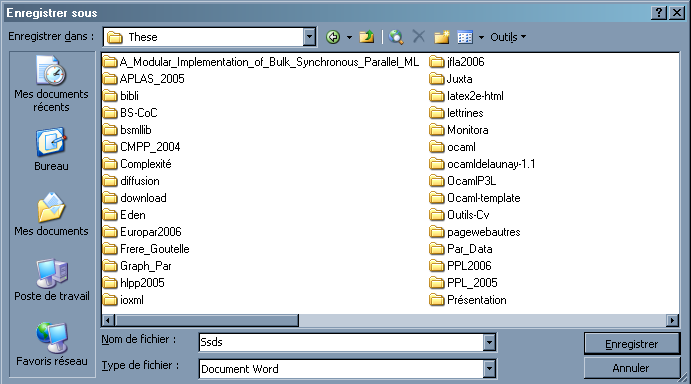 Enregistrer sous
Enregistrer dans : These Outils
Mes documents récents
Bureau
Mes documents
Poste de travail
Favoris réseau
A_Modular_Implementation_of_Bulk_Synchronous_Parallel_ML
APLAS_2005
bibli
BS-CoC
bsmllib
CMPP_2004
Complexité
diffusion
download
Eden
Europar2006
Frere_Goutelle
Graph_Par
hlpp2005
ioxml
jfla2006
Juxta
latex2e-html
lettrines
Monitora
ocaml
ocamldelaunay-1.1
OcamlP3L
Ocaml-template
Outils-Cv
pagewebautres
Par_Data
PPL2006
PPL_2005
Présentation
Nom de fichier : Ssds Enregistrer
Type de fichier : Document Word Annuler